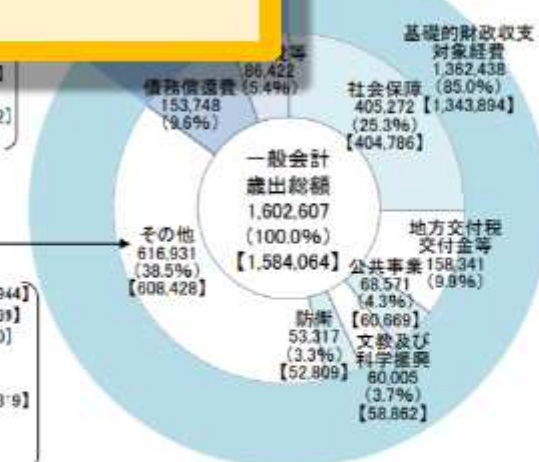 基礎的財政収支
対象経費
1,362,438
(85.0%)
【1,343,894】
86,422
(5.4%)
債務償還費
153,748
(9.6%)
社会保障
405,272
(25.3%)
【404,786】
一般会計
歳出総額
1,602,607
(100.0%)
【1,584,064】
その他
616,931
(38.5%)
【608,428】
地方交付税
交付金等
158,341
(9.9%)
公共事業
68,571
(4.3%)
【60,669】
防衛
53,317
(3.3%)
【52,809】
文教及び
科学振興
60,005
(3.7%)
【58,862】